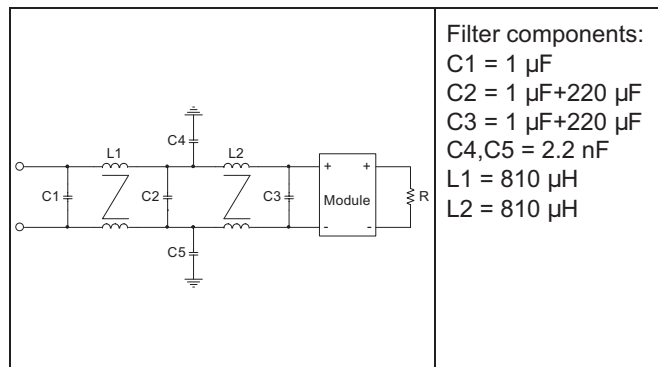 Filter components:
C1 = 1 µF
C2 = 1 µF+220 µF
C3 = 1 µF+220 µF
C4,C5 = 2.2 nF
L1 = 810 µH
L2 = 810 µH
C4
L1
L2
+ +
C1
C2
C3
Module
R
- -
C5